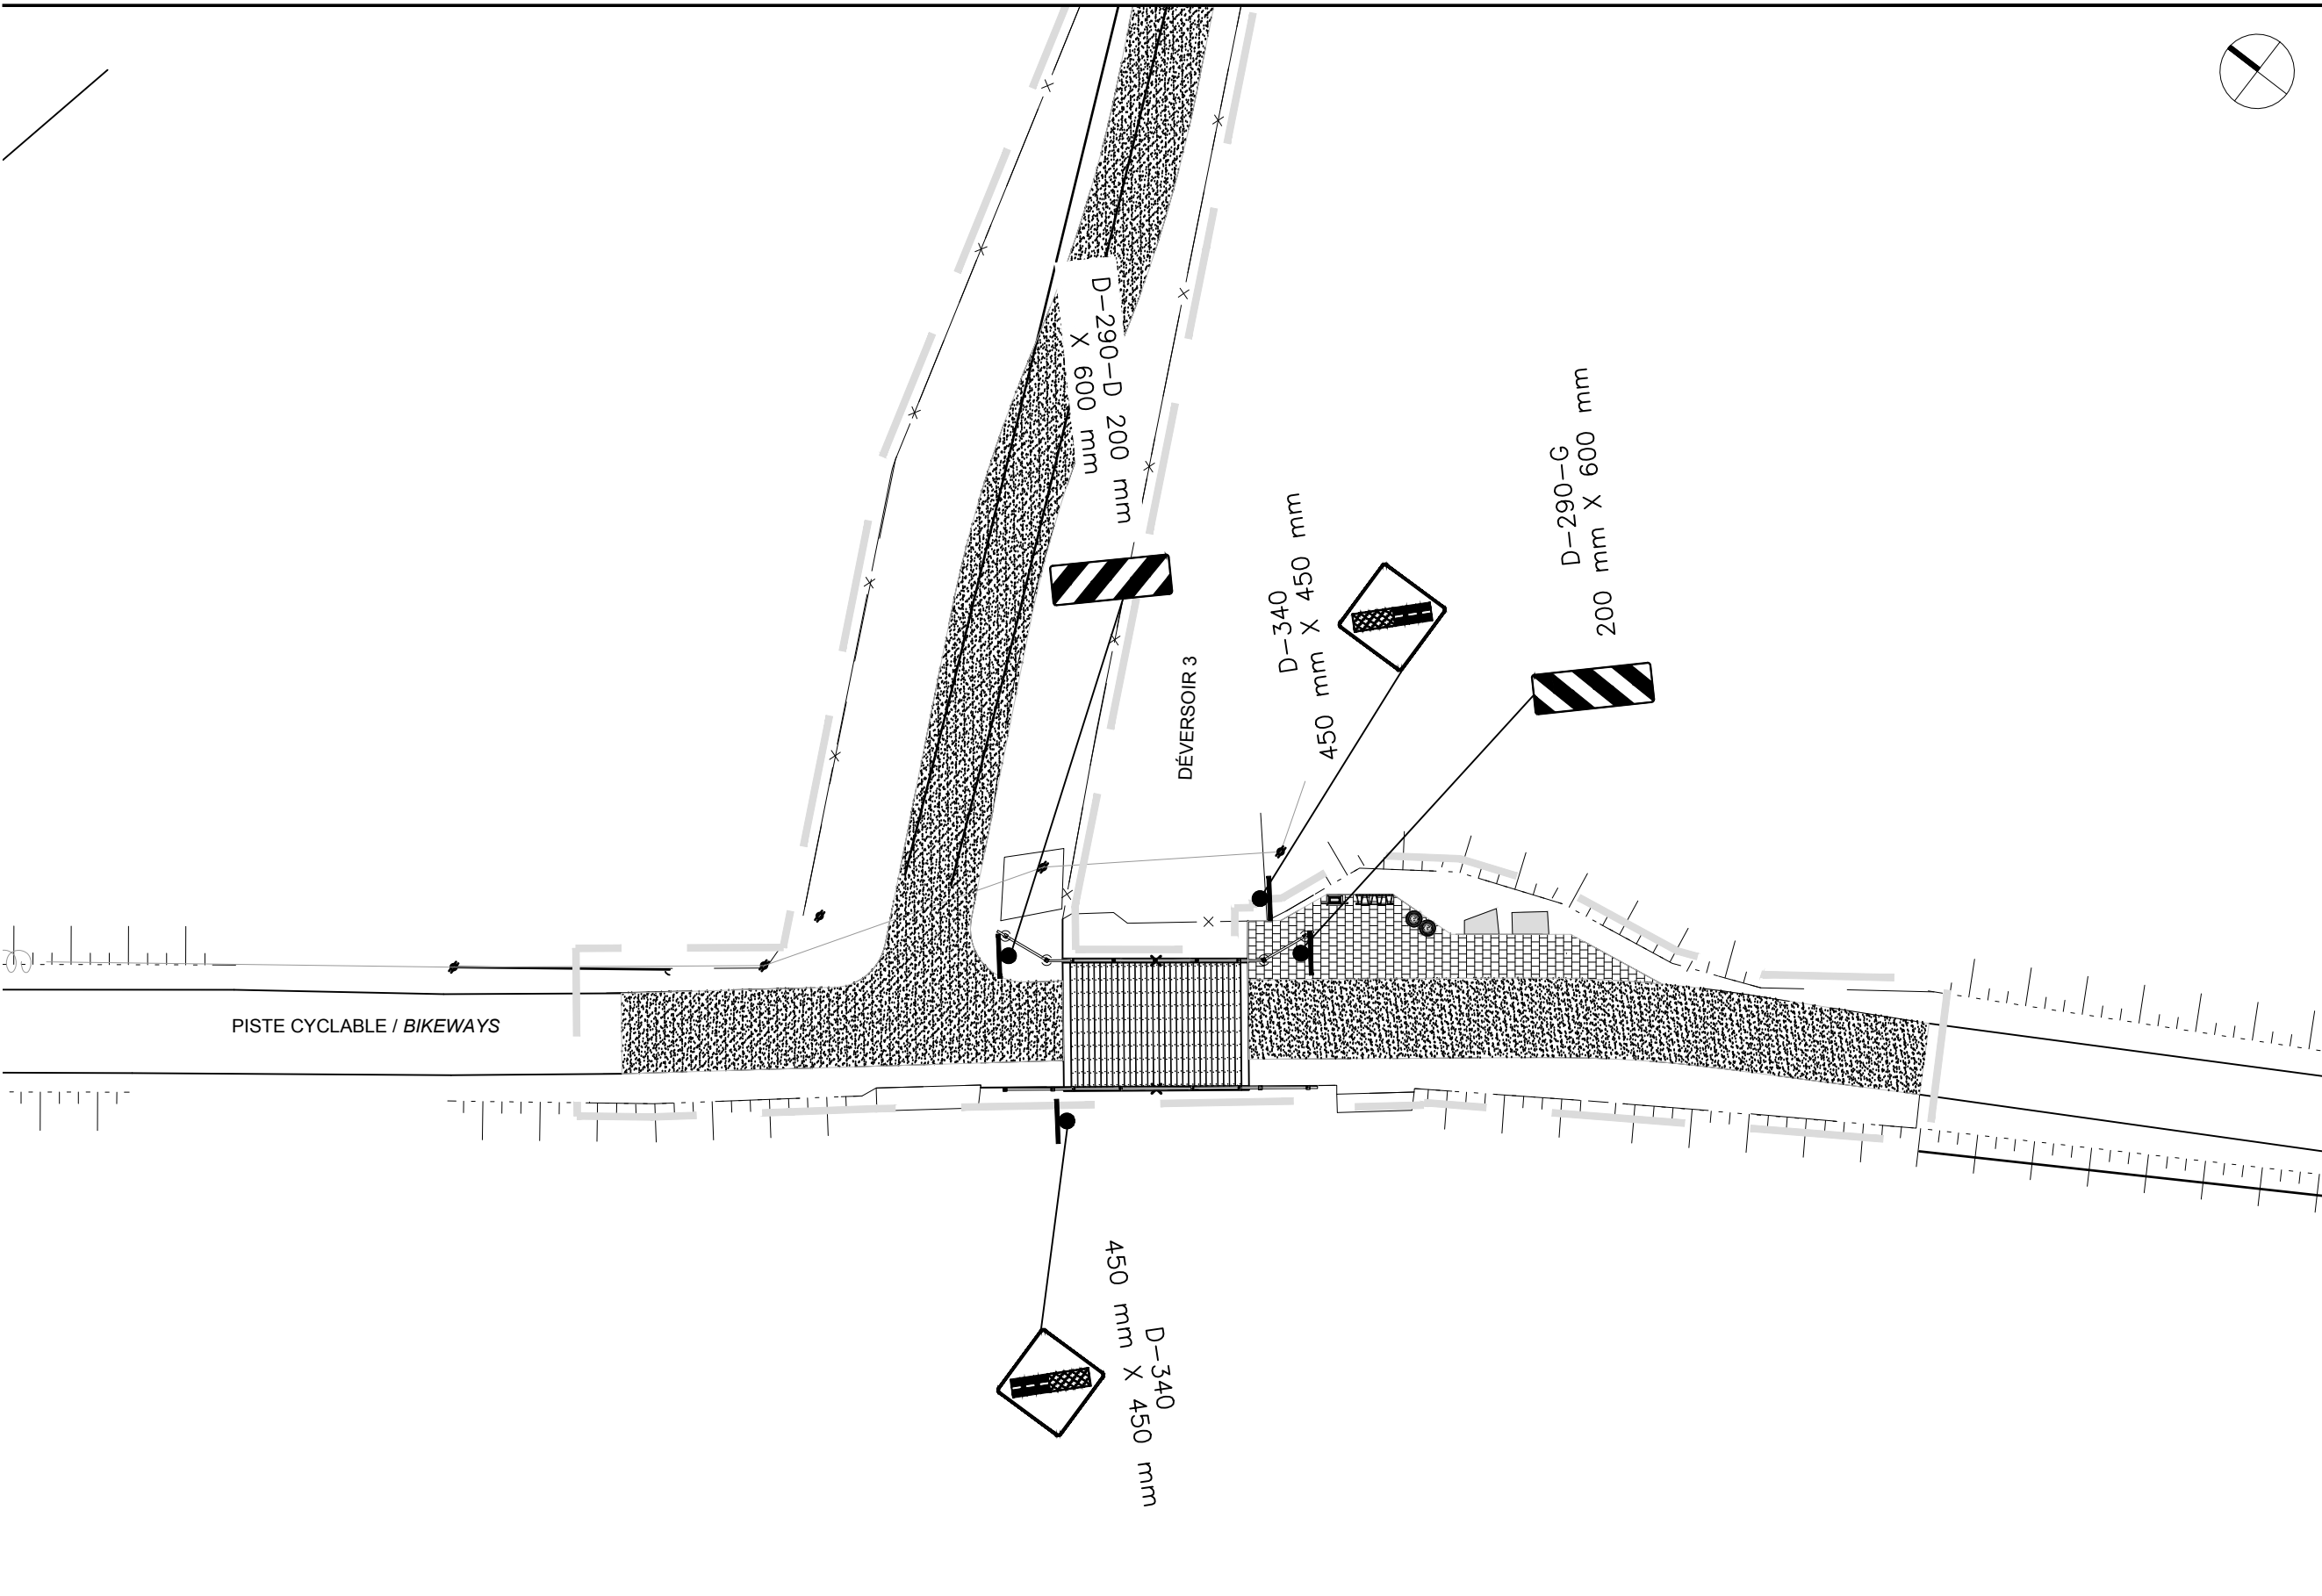 D-290-D 200 mm
X 600 mm
D-290-G
200 mm X 600 mm
D-340
450 mm X 450 mm
DÉVERSOIR 3
PISTE CYCLABLE / BIKEWAYS
D-340
450 mm X 450 mm